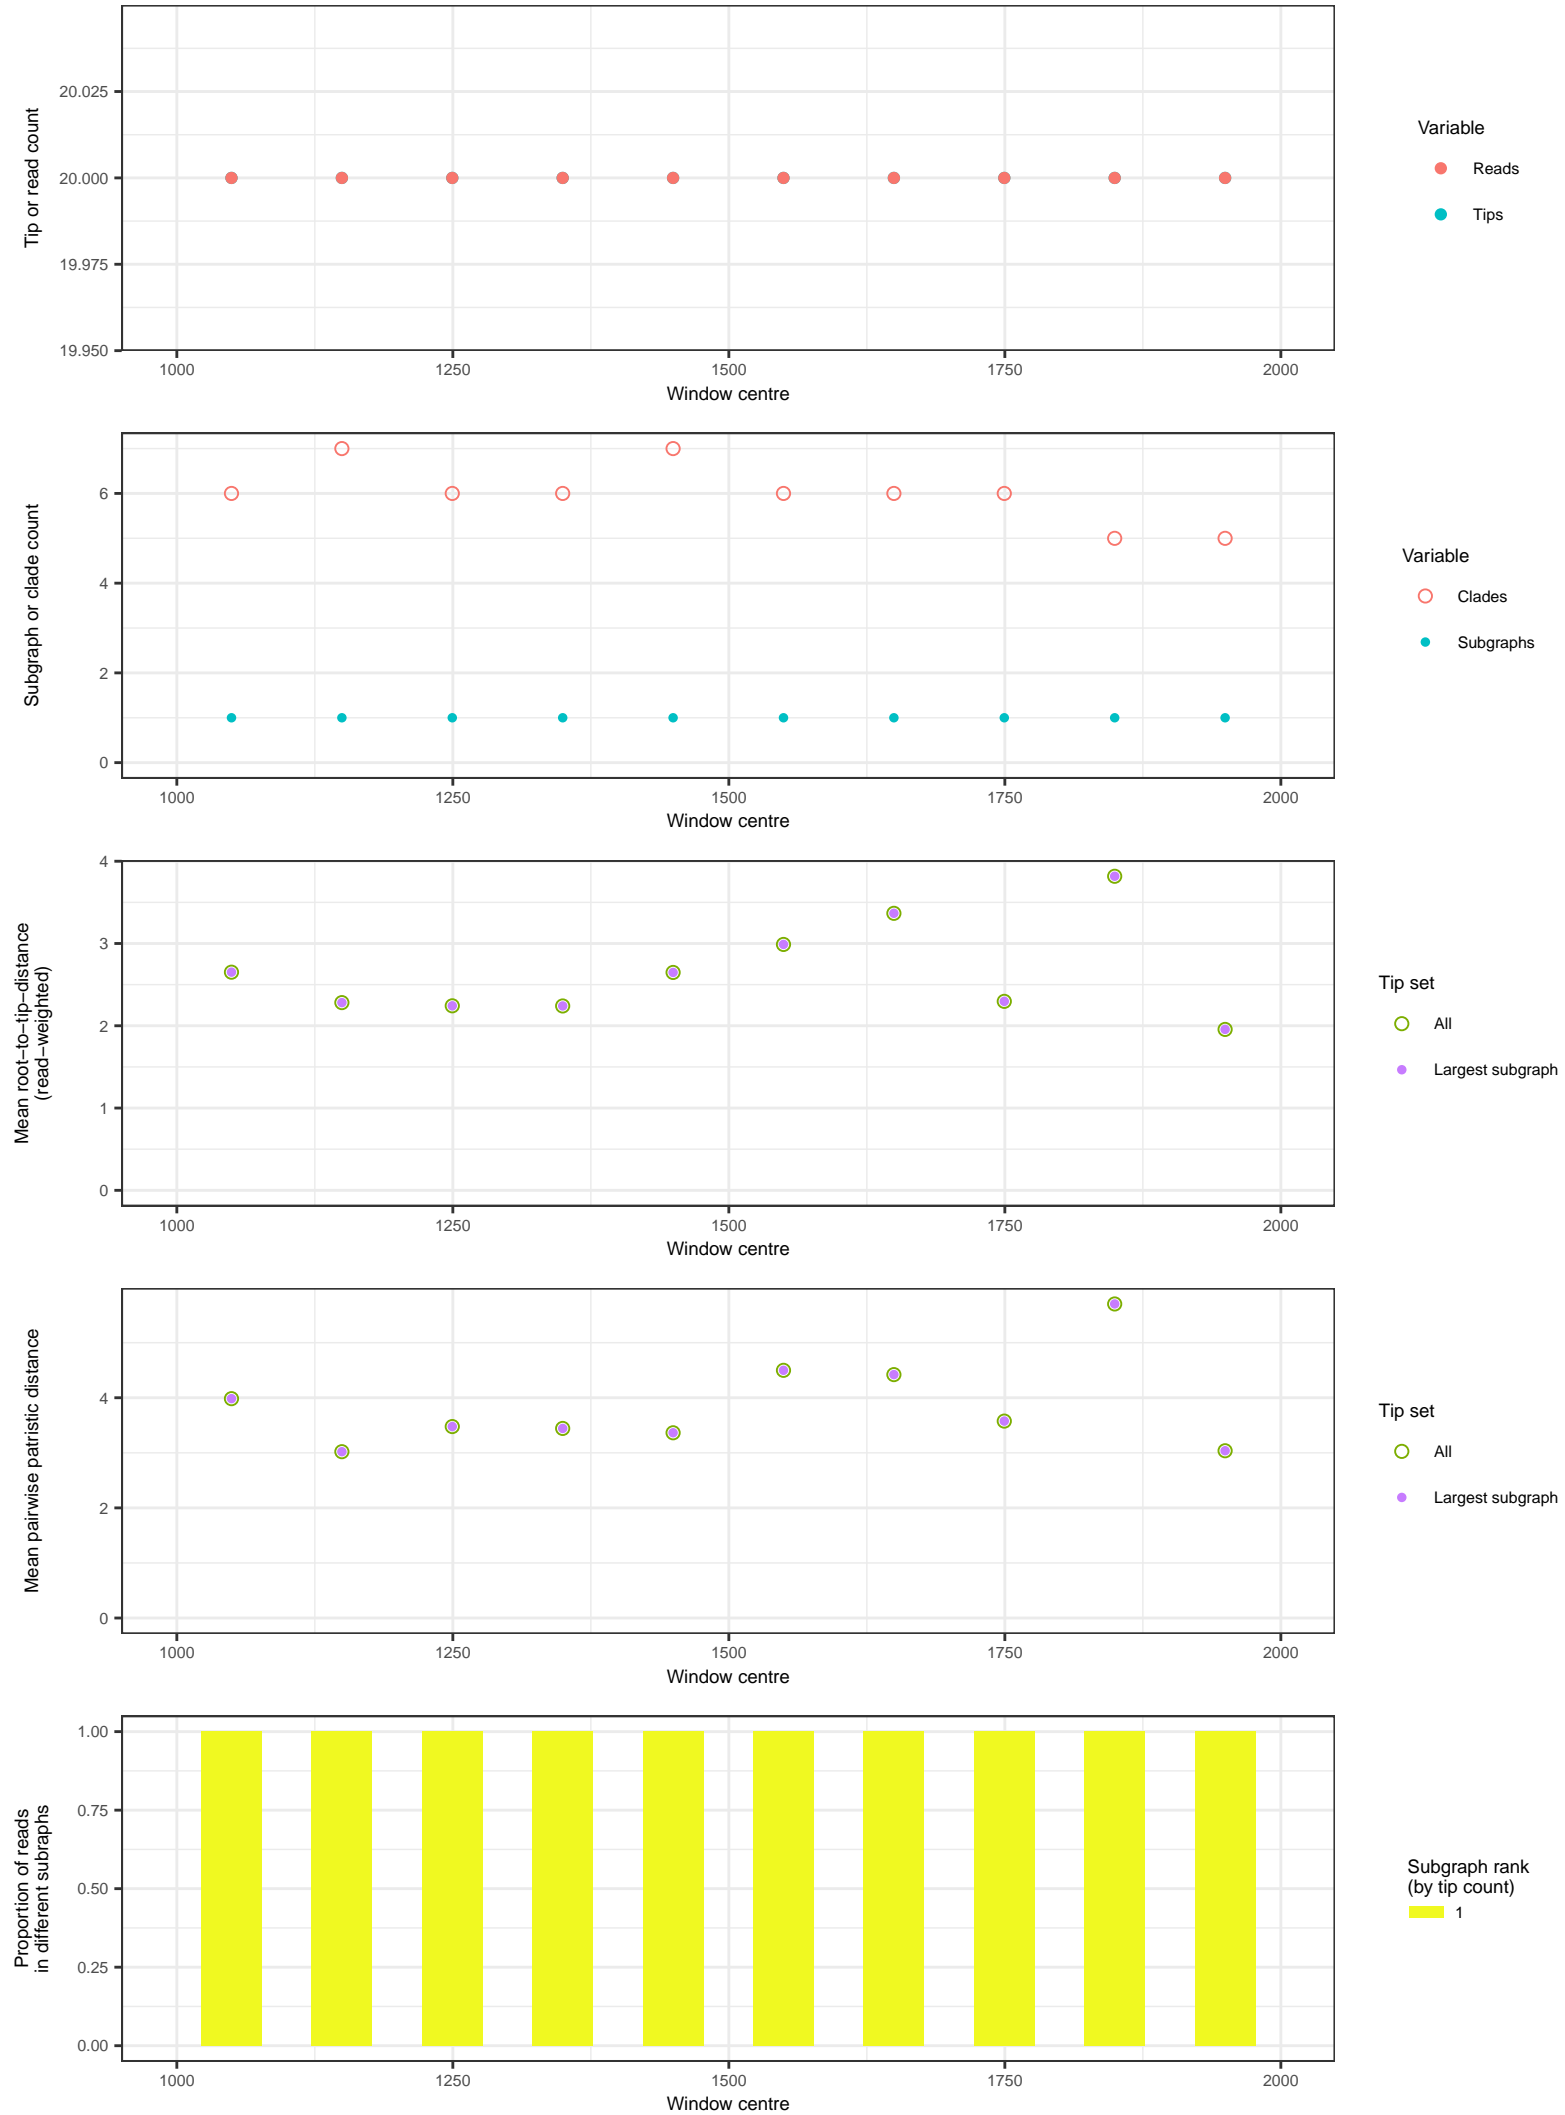 20.025
20.000
19.975
19.950
Tip or read count
1000 1250 1500 1750 2000
Window centre
Variable
Reads
Tips
6
4
2
0
Subgraph or clade count
1000 1250 1500 1750 2000
Window centre
Variable
Clades
Subgraphs
4
3
2
1
0
Mean root−to−tip−distance
(read−weighted)
1000 1250 1500 1750 2000
Window centre
Tip set
All
Largest subgraph
4
2
0
Mean pairwise patristic distance
1000 1250 1500 1750 2000
Window centre
Tip set
All
Largest subgraph
1.00
0.75
0.50
0.25
0.00
Proportion of reads
in different subraphs
1000 1250 1500 1750 2000
Window centre
Subgraph rank
(by tip count)
1